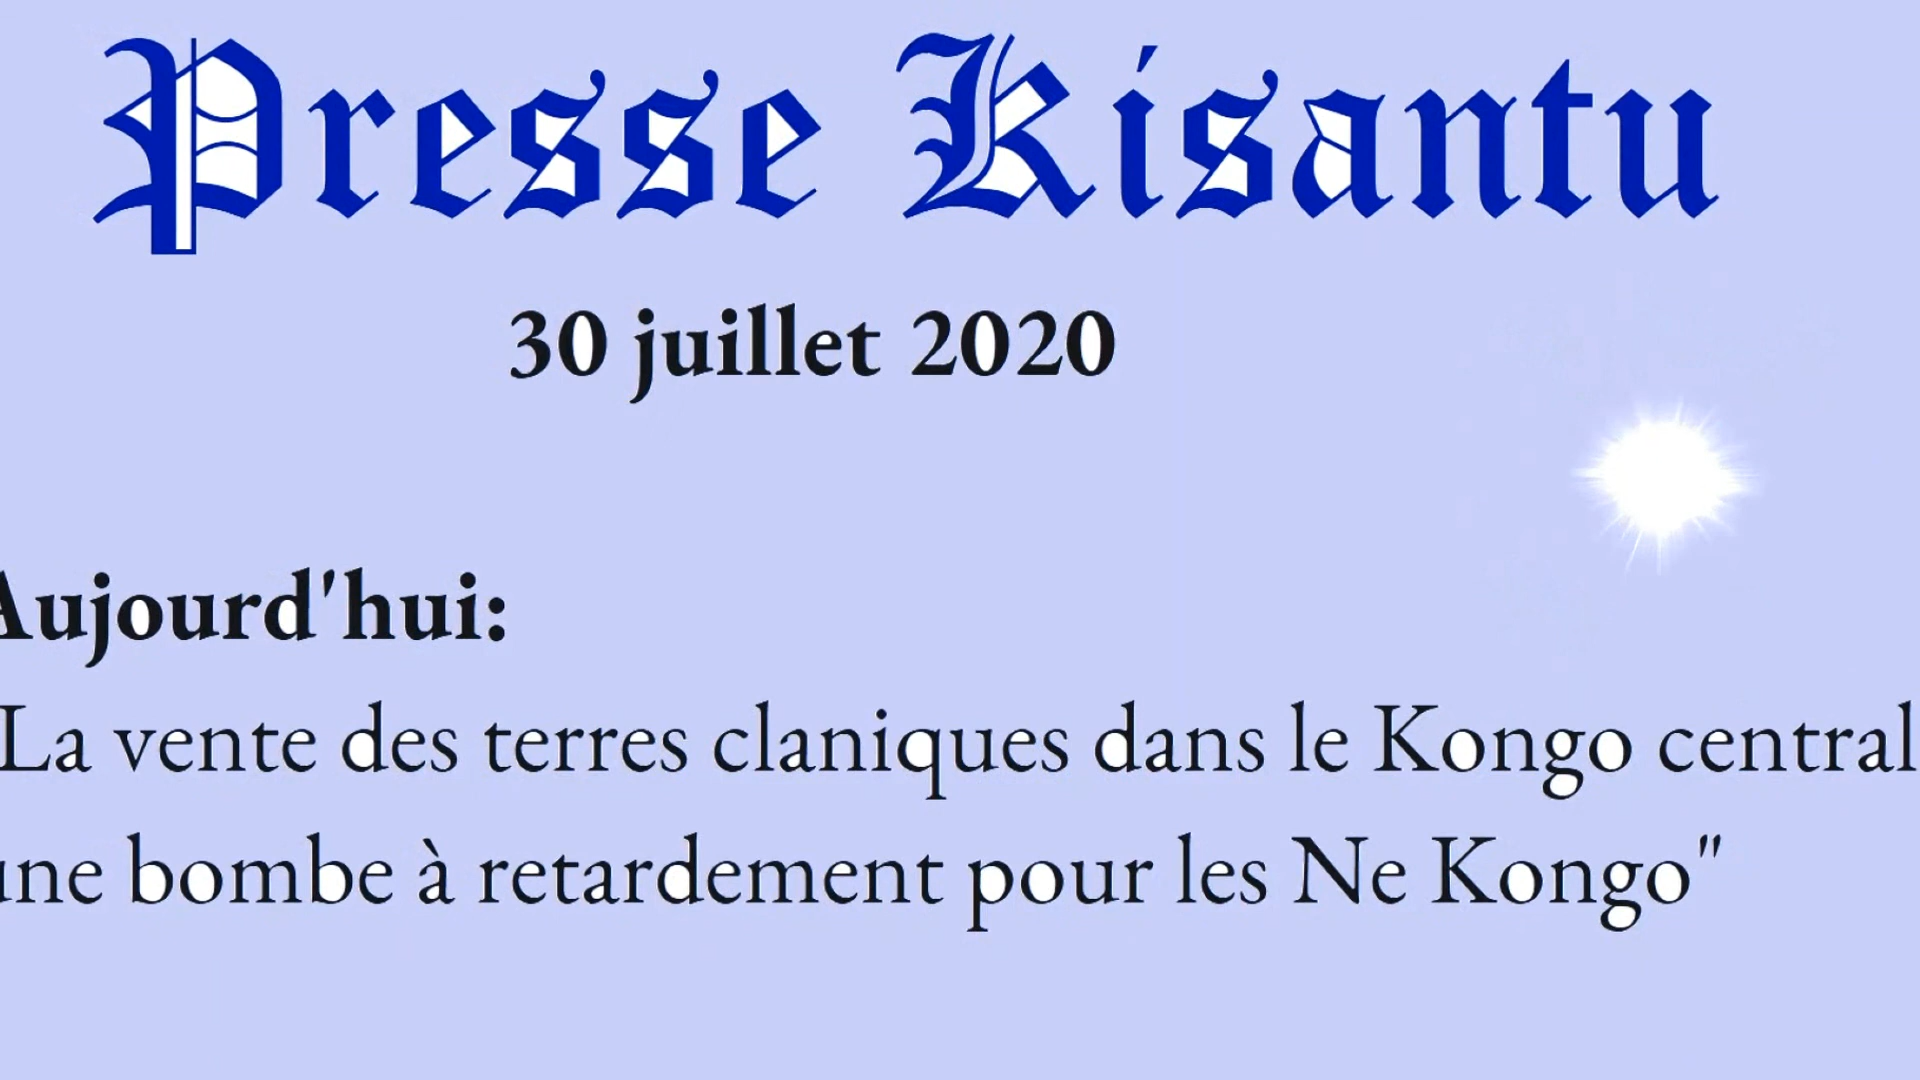 Presse Kisantu
30 juillet 2020
Aujourd'hui:
La vente des terres claniques dans le Kongo central
une bombe à retardement pour les Ne Kongo"